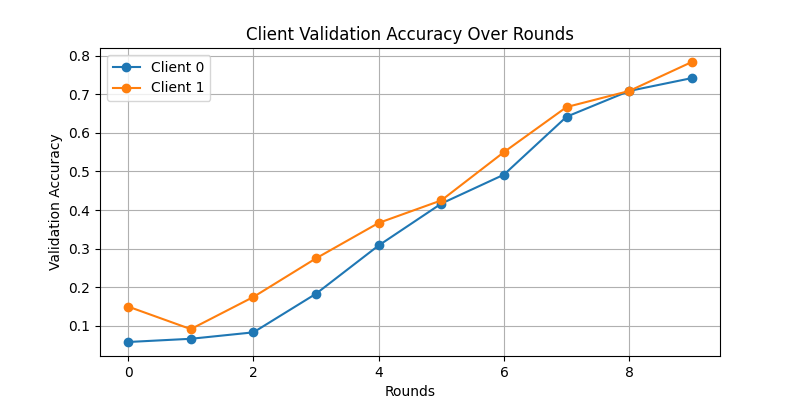 Client Validation Accuracy Over Rounds
Client 0
Client 1
Validation Accuracy
0.8
0.7
0.6
0.5
0.4
0.3
0.2
0.1
0 2 4 6 8
Rounds